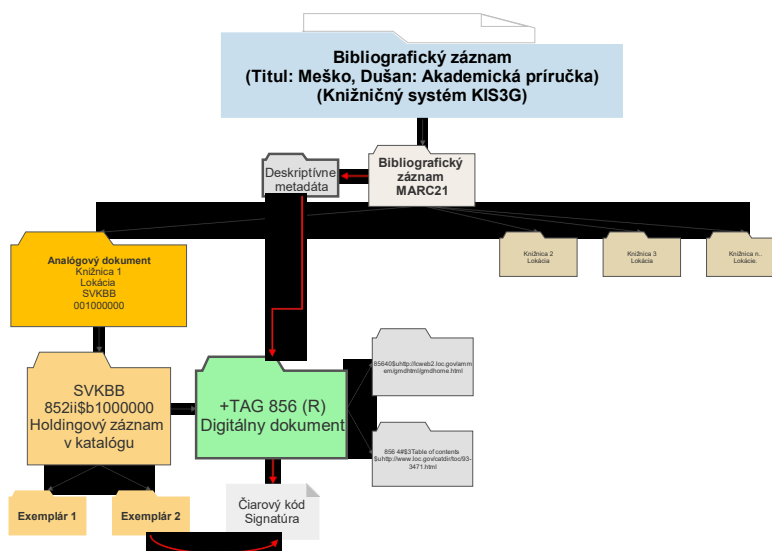 Bibliografický záznam
(Titul: Meško, Dušan: Akademická príručka)
(Knižničný systém KIS3G)
Deskriptívne
metadáta
Bibliografický
záznam
MARC21
Analógový dokument
Knižnica 1
Lokácia
SVKBB
001000000
Knižnica 2
Lokácia
Knižnica 3
Lokácia
Knižnica n..
Lokácie.
SVKBB
852ii$b1000000
Holdingový záznam
v katalógu
+TAG 856 (R)
Digitálny dokument
85640$uhttp://lcweb2.loc.gov/amm
em/gmdhtml/gmdhome.html
856 4#$3Table of contents
$uhttp://www.loc.gov/catdir/toc/93-
3471.html
Exemplár 1
Exemplár 2
Čiarový kód
Signatúra